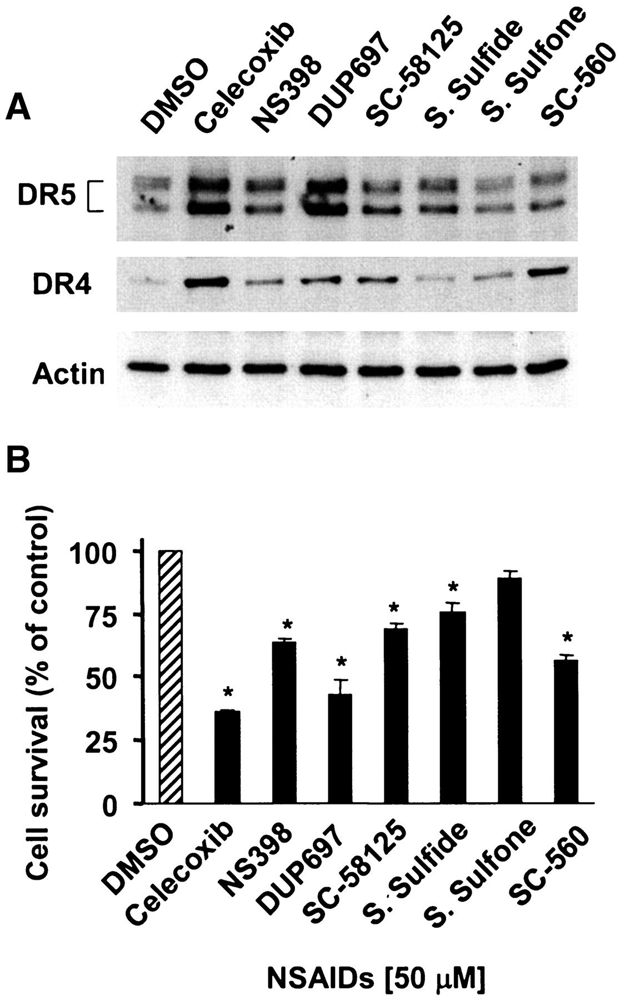 A
DMSO
Celecoxib
NS398
DUP697
SC-58125
S. Sulfide
S. Sulfone
SC-560
DR5
DR4
Actin
B
Cell survival (% of control)
100
75
50
25
0
*
*
*
*
*
*
DMSO
Celecoxib
NS398
DUP697
SC-58125
S. Sulfide
S. Sulfone
SC-560
NSAIDs [50 μM]